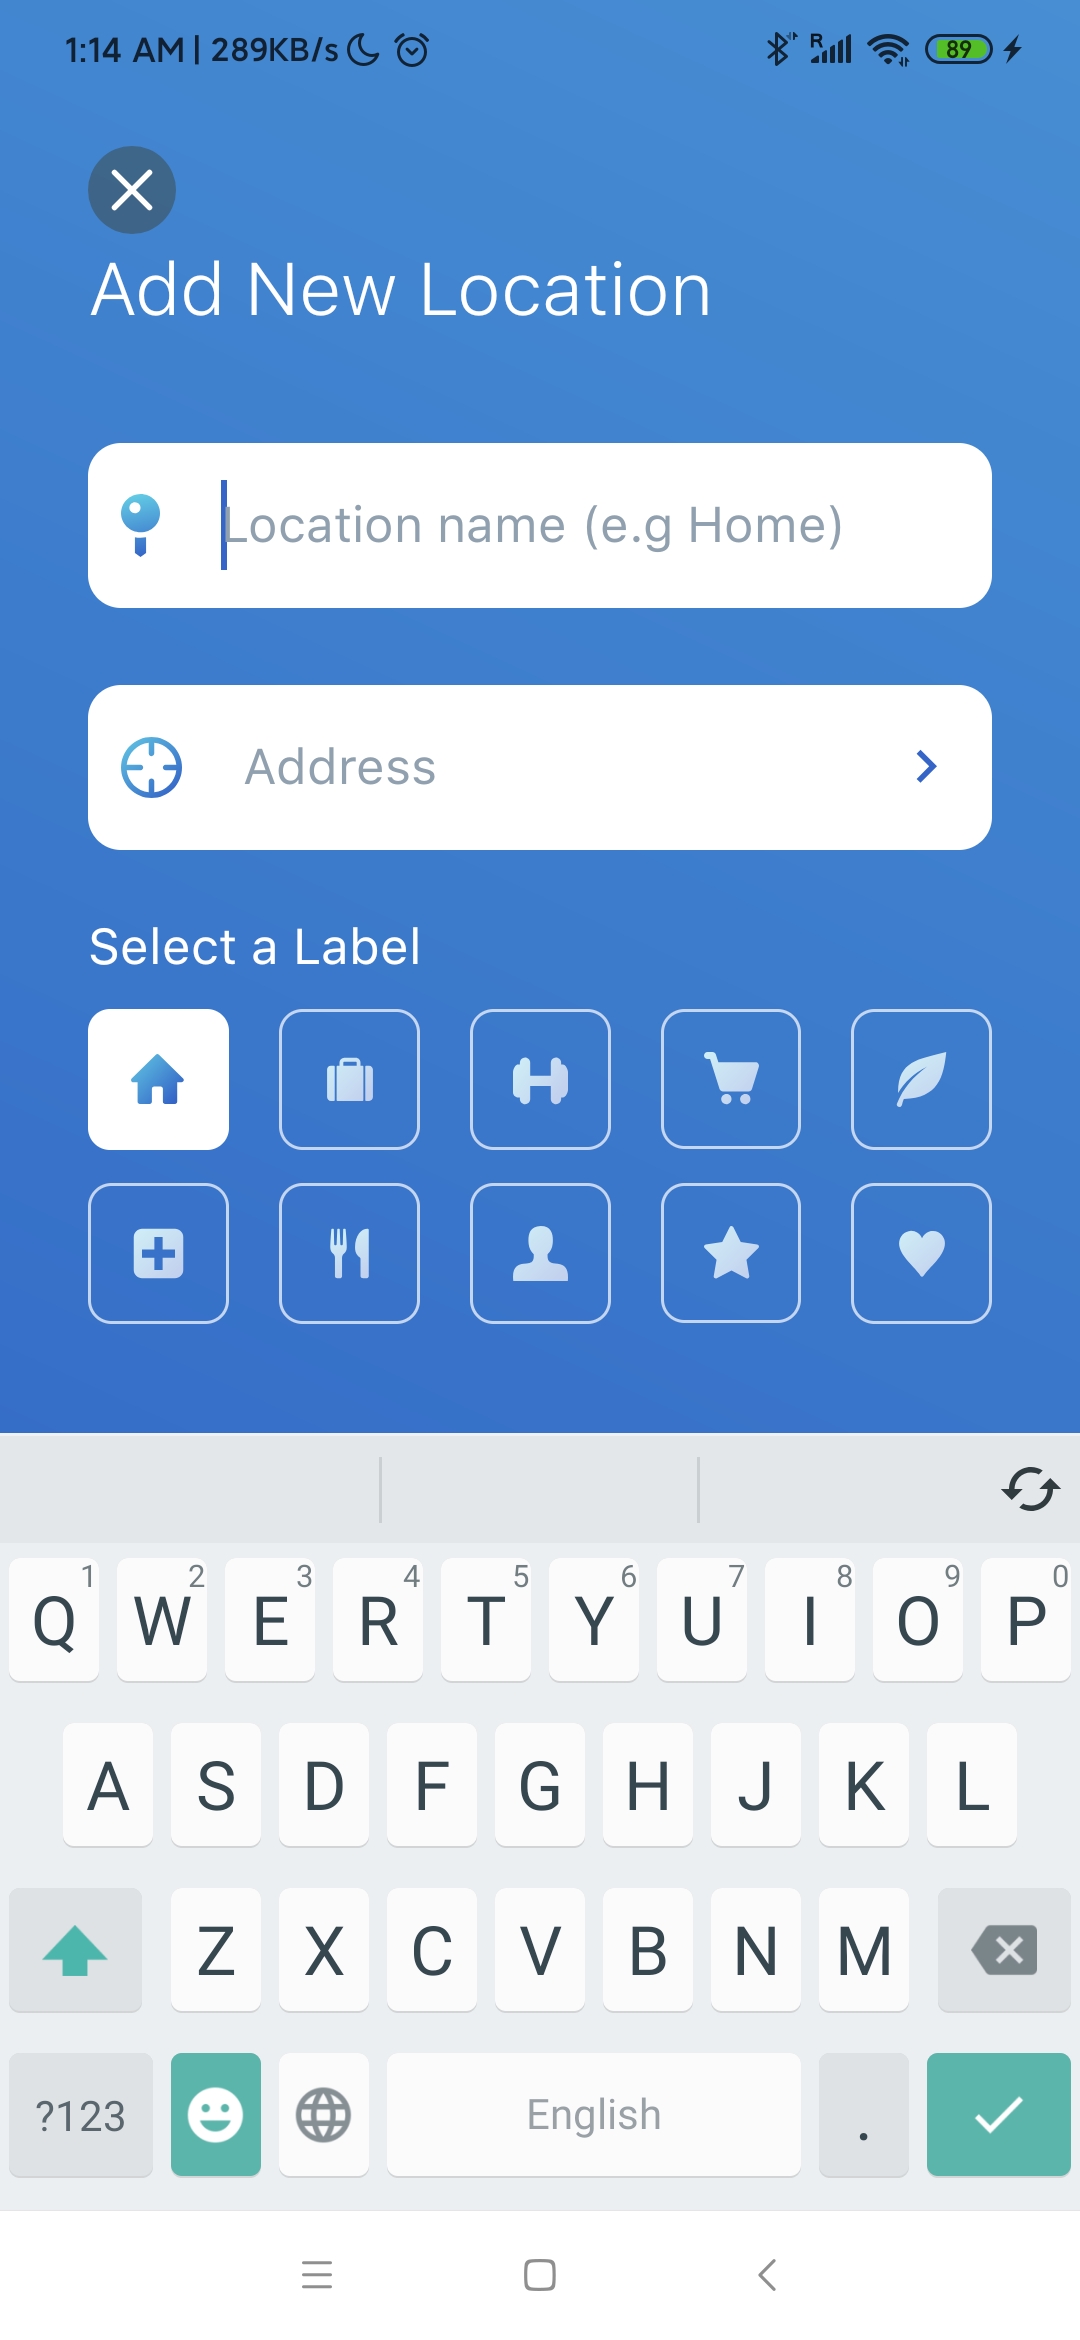 1:14 AM | 289KB/s R 89
Add New Location
Location name (e.g Home)
Address
Select a Label
1 2 3 4 5 6 7 8 9 0
Q W E R T Y U I O P
A S D F G H J K L
Z X C V B N M
?123 English .